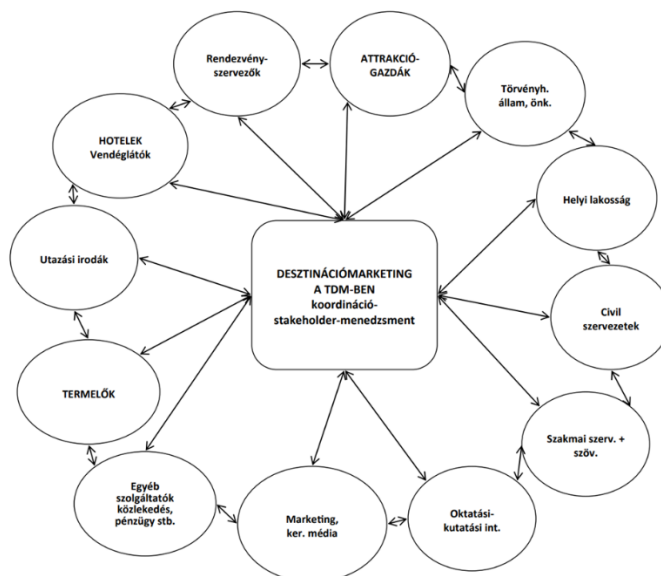 Rendezvény-
szervezők
ATTRAKCIÓ-
GAZDÁK
Törvényh.
állam, önk.
HOTELEK
Vendéglátók
Helyi lakosság
Utazási irodák
DESZTINÁCIÓMARKETING
A TDM-BEN
koordináció-
stakeholder-menedzsment
Civil
szervezetek
TERMELŐK
Szakmai szerv. +
szöv.
Egyéb
szolgáltatók
közlekedés,
pénzügy stb.
Marketing,
ker. média
Oktatási-
kutatási int.